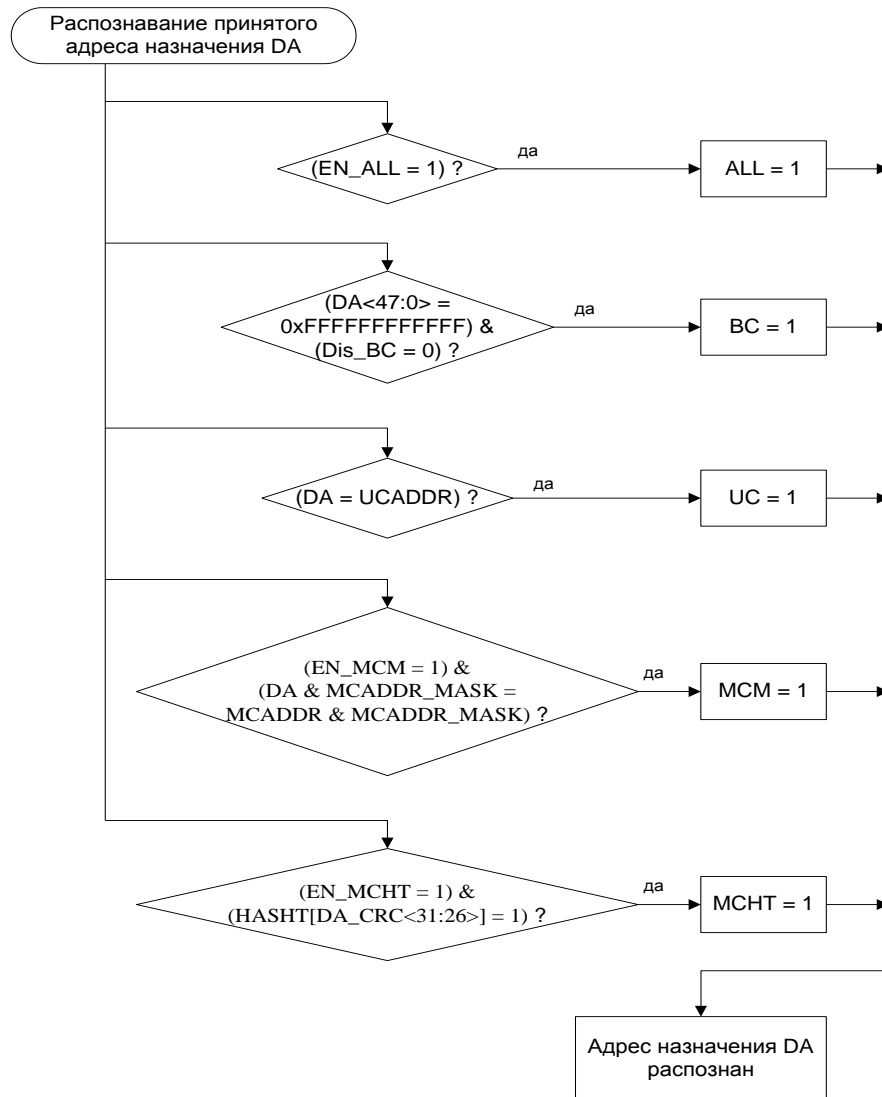 Распознавание принятого
адреса назначения DA
(EN_ALL = 1) ?
да
ALL = 1
(DA<47:0> =
0xFFFFFFFFFFFF) &
(Dis_BC = 0) ?
да
BC = 1
(DA = UCADDR) ?
да
UC = 1
(EN_MCM = 1) &
(DA & MCADDR_MASK =
MCADDR & MCADDR_MASK) ?
да
MCM = 1
(EN_MCHT = 1) &
(HASHT[DA_CRC<31:26>] = 1) ?
да
MCHT = 1
Адрес назначения DA
распознан